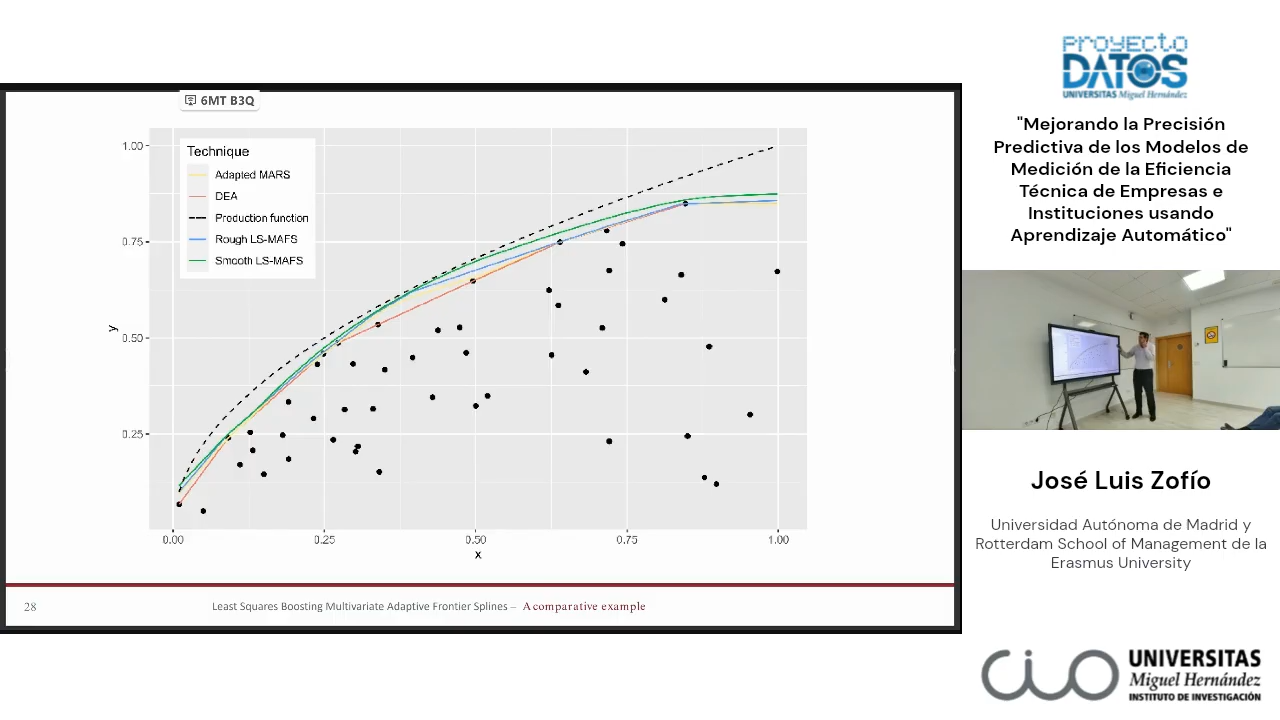 6MT B3Q
Technique
Adapted MARS
DEA
Production function
Rough LS-MAFS
Smooth LS-MAFS
1.00
0.75
0.50
0.25
y
0.00
0.25
0.50
0.75
1.00
x
28
Least Squares Boosting Multivariate Adaptive Frontier Splines – A comparative example
PROYECTO
DATOS
UNIVERSITAS Miguel Hernández
"Mejorando la Precisión
Predictiva de los Modelos de
Medición de la Eficiencia
Técnica de Empresas e
Instituciones usando
Aprendizaje Automático"
José Luis Zofío
Universidad Autónoma de Madrid y
Rotterdam School of Management de la
Erasmus University
CIO
UNIVERSITAS
Miguel Hernández
INSTITUTO DE INVESTIGACIÓN